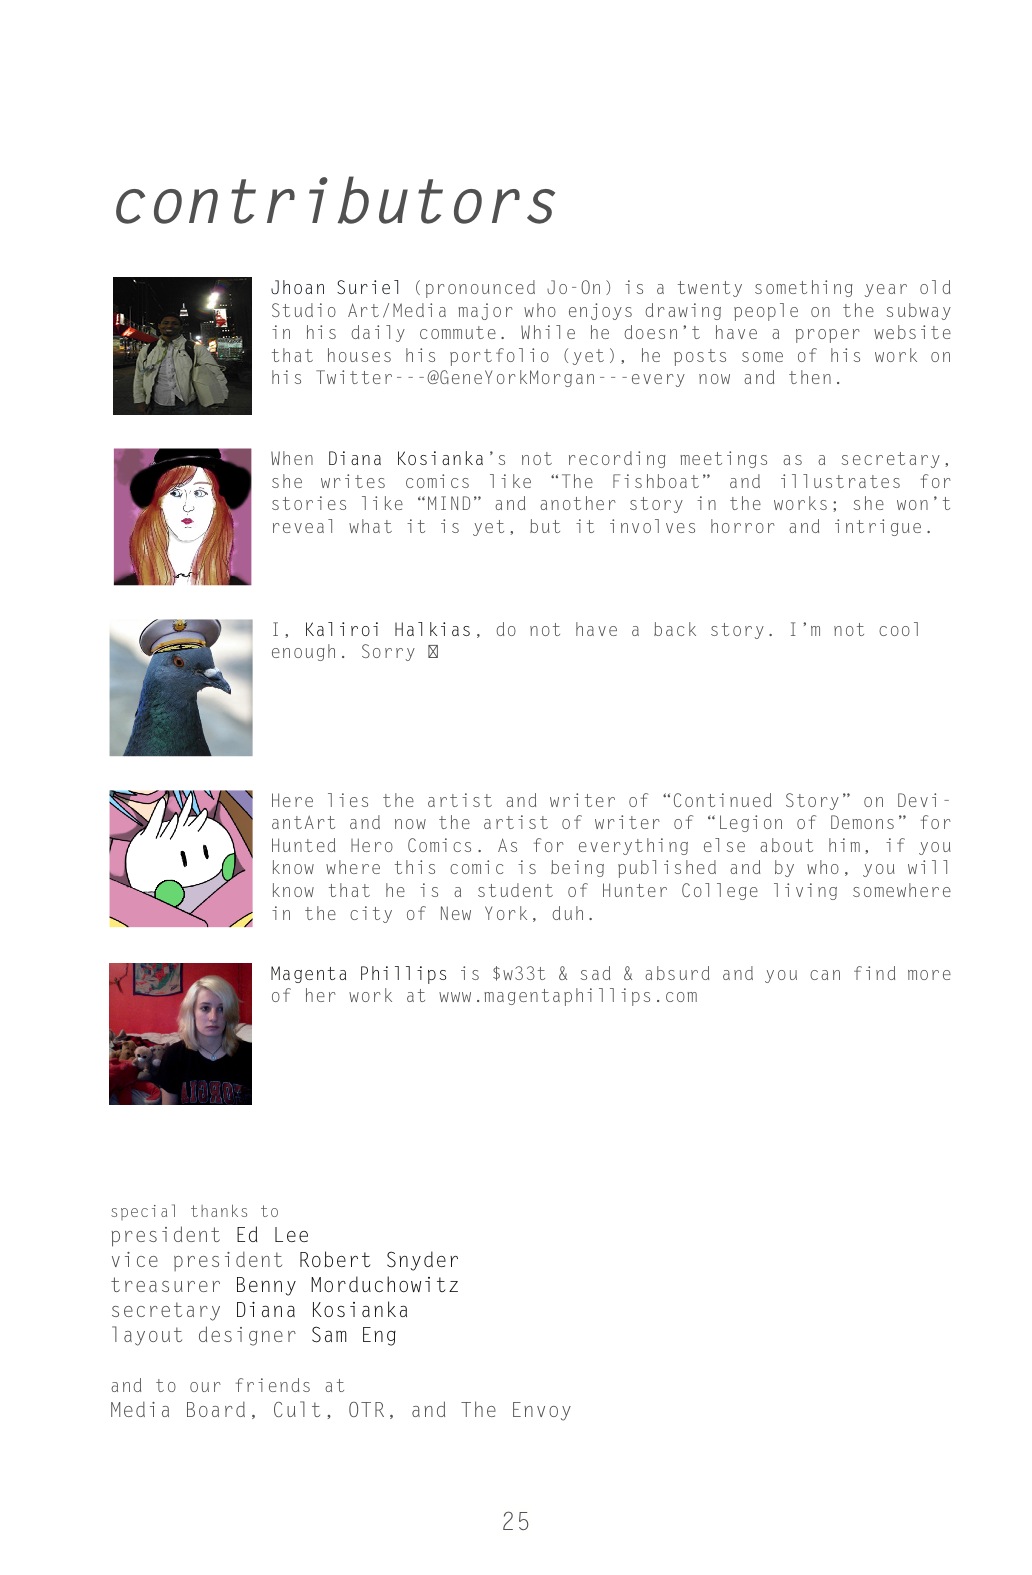 contributors
Jhoan Suriel (pronounced Jo-On) is a twenty something year old
Studio Art/Media major who enjoys drawing people on the subway
in his daily commute. While he doesn’t have a proper website
that houses his portfolio (yet), he posts some of his work on
his Twitter---@GeneYorkMorgan---every now and then.
When Diana Kosianka’s not recording meetings as a secretary,
she writes comics like “The Fishboat” and illustrates for
stories like “MIND” and another story in the works; she won’t
reveal what it is yet, but it involves horror and intrigue.
I, Kaliroi Halkias, do not have a back story. I’m not cool
enough. Sorry
Here lies the artist and writer of “Continued Story” on Devi-
antArt and now the artist of writer of “Legion of Demons” for
Hunted Hero Comics. As for everything else about him, if you
know where this comic is being published and by who, you will
know that he is a student of Hunter College living somewhere
in the city of New York, duh.
Magenta Phillips is $w33t & sad & absurd and you can find more
of her work at www.magentaphillips.com
special thanks to
president Ed Lee
vice president Robert Snyder
treasurer Benny Morduchowitz
secretary Diana Kosianka
layout designer Sam Eng
and to our friends at
Media Board, Cult, OTR, and The Envoy
25